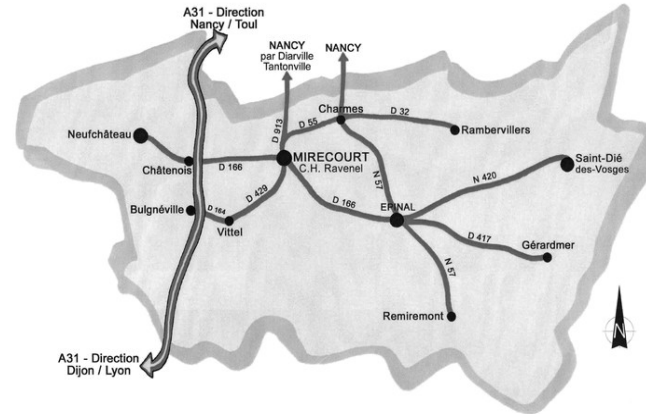 A31 - Direction
Nancy / Toul
NANCY
par Diarville
Tantonville
NANCY
Charmes
D 32
D 55
D 913
Rambervillers
Neufchâteau
MIRECOURT
C.H. Ravenel
Châtenois
D 166
Saint-Dié
des-Vosges
N 57
N 420
D 429
Bulgnéville
D 164
Vittel
D 166
EPINAL
D 417
Gérardmer
N 57
Remiremont
N
A31 - Direction
Dijon / Lyon